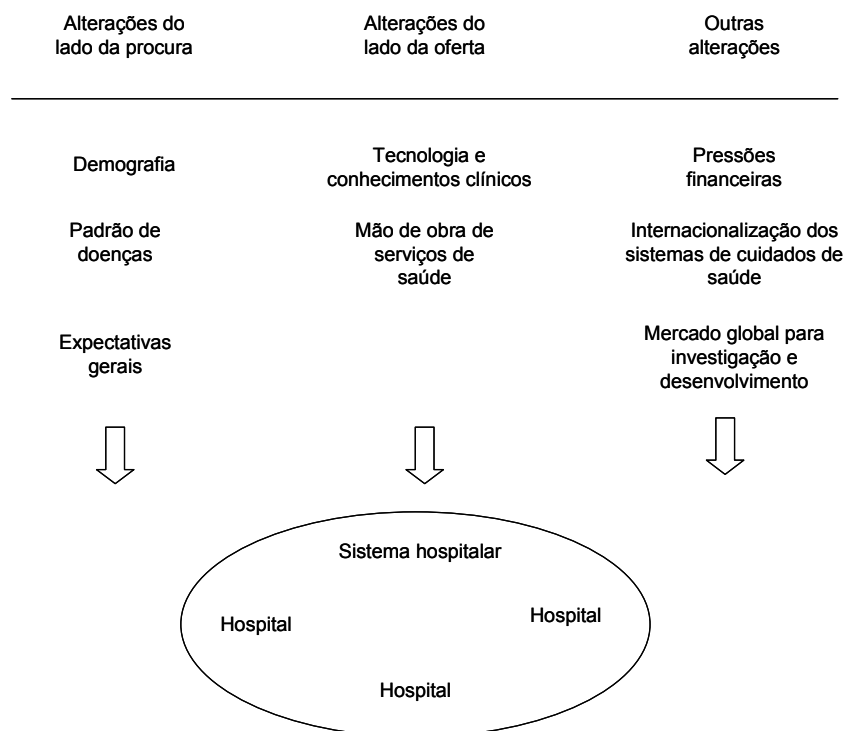 Alterações do
lado da procura
Alterações do
lado da oferta
Outras
alterações
Demografia
Tecnologia e
conhecimentos clínicos
Pressões
financeiras
Padrão de
doenças
Mão de obra de
serviços de
saúde
Internacionalização dos
sistemas de cuidados de
saúde
Expectativas
gerais
Mercado global para
investigação e
desenvolvimento
Sistema hospitalar
Hospital
Hospital
Hospital